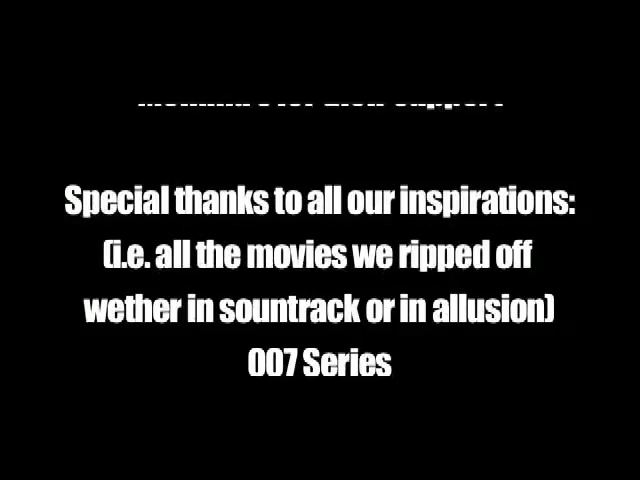 Special thanks to all our inspirations:
(i.e. all the movies we ripped off
wether in sountrack or in allusion)
007 Series